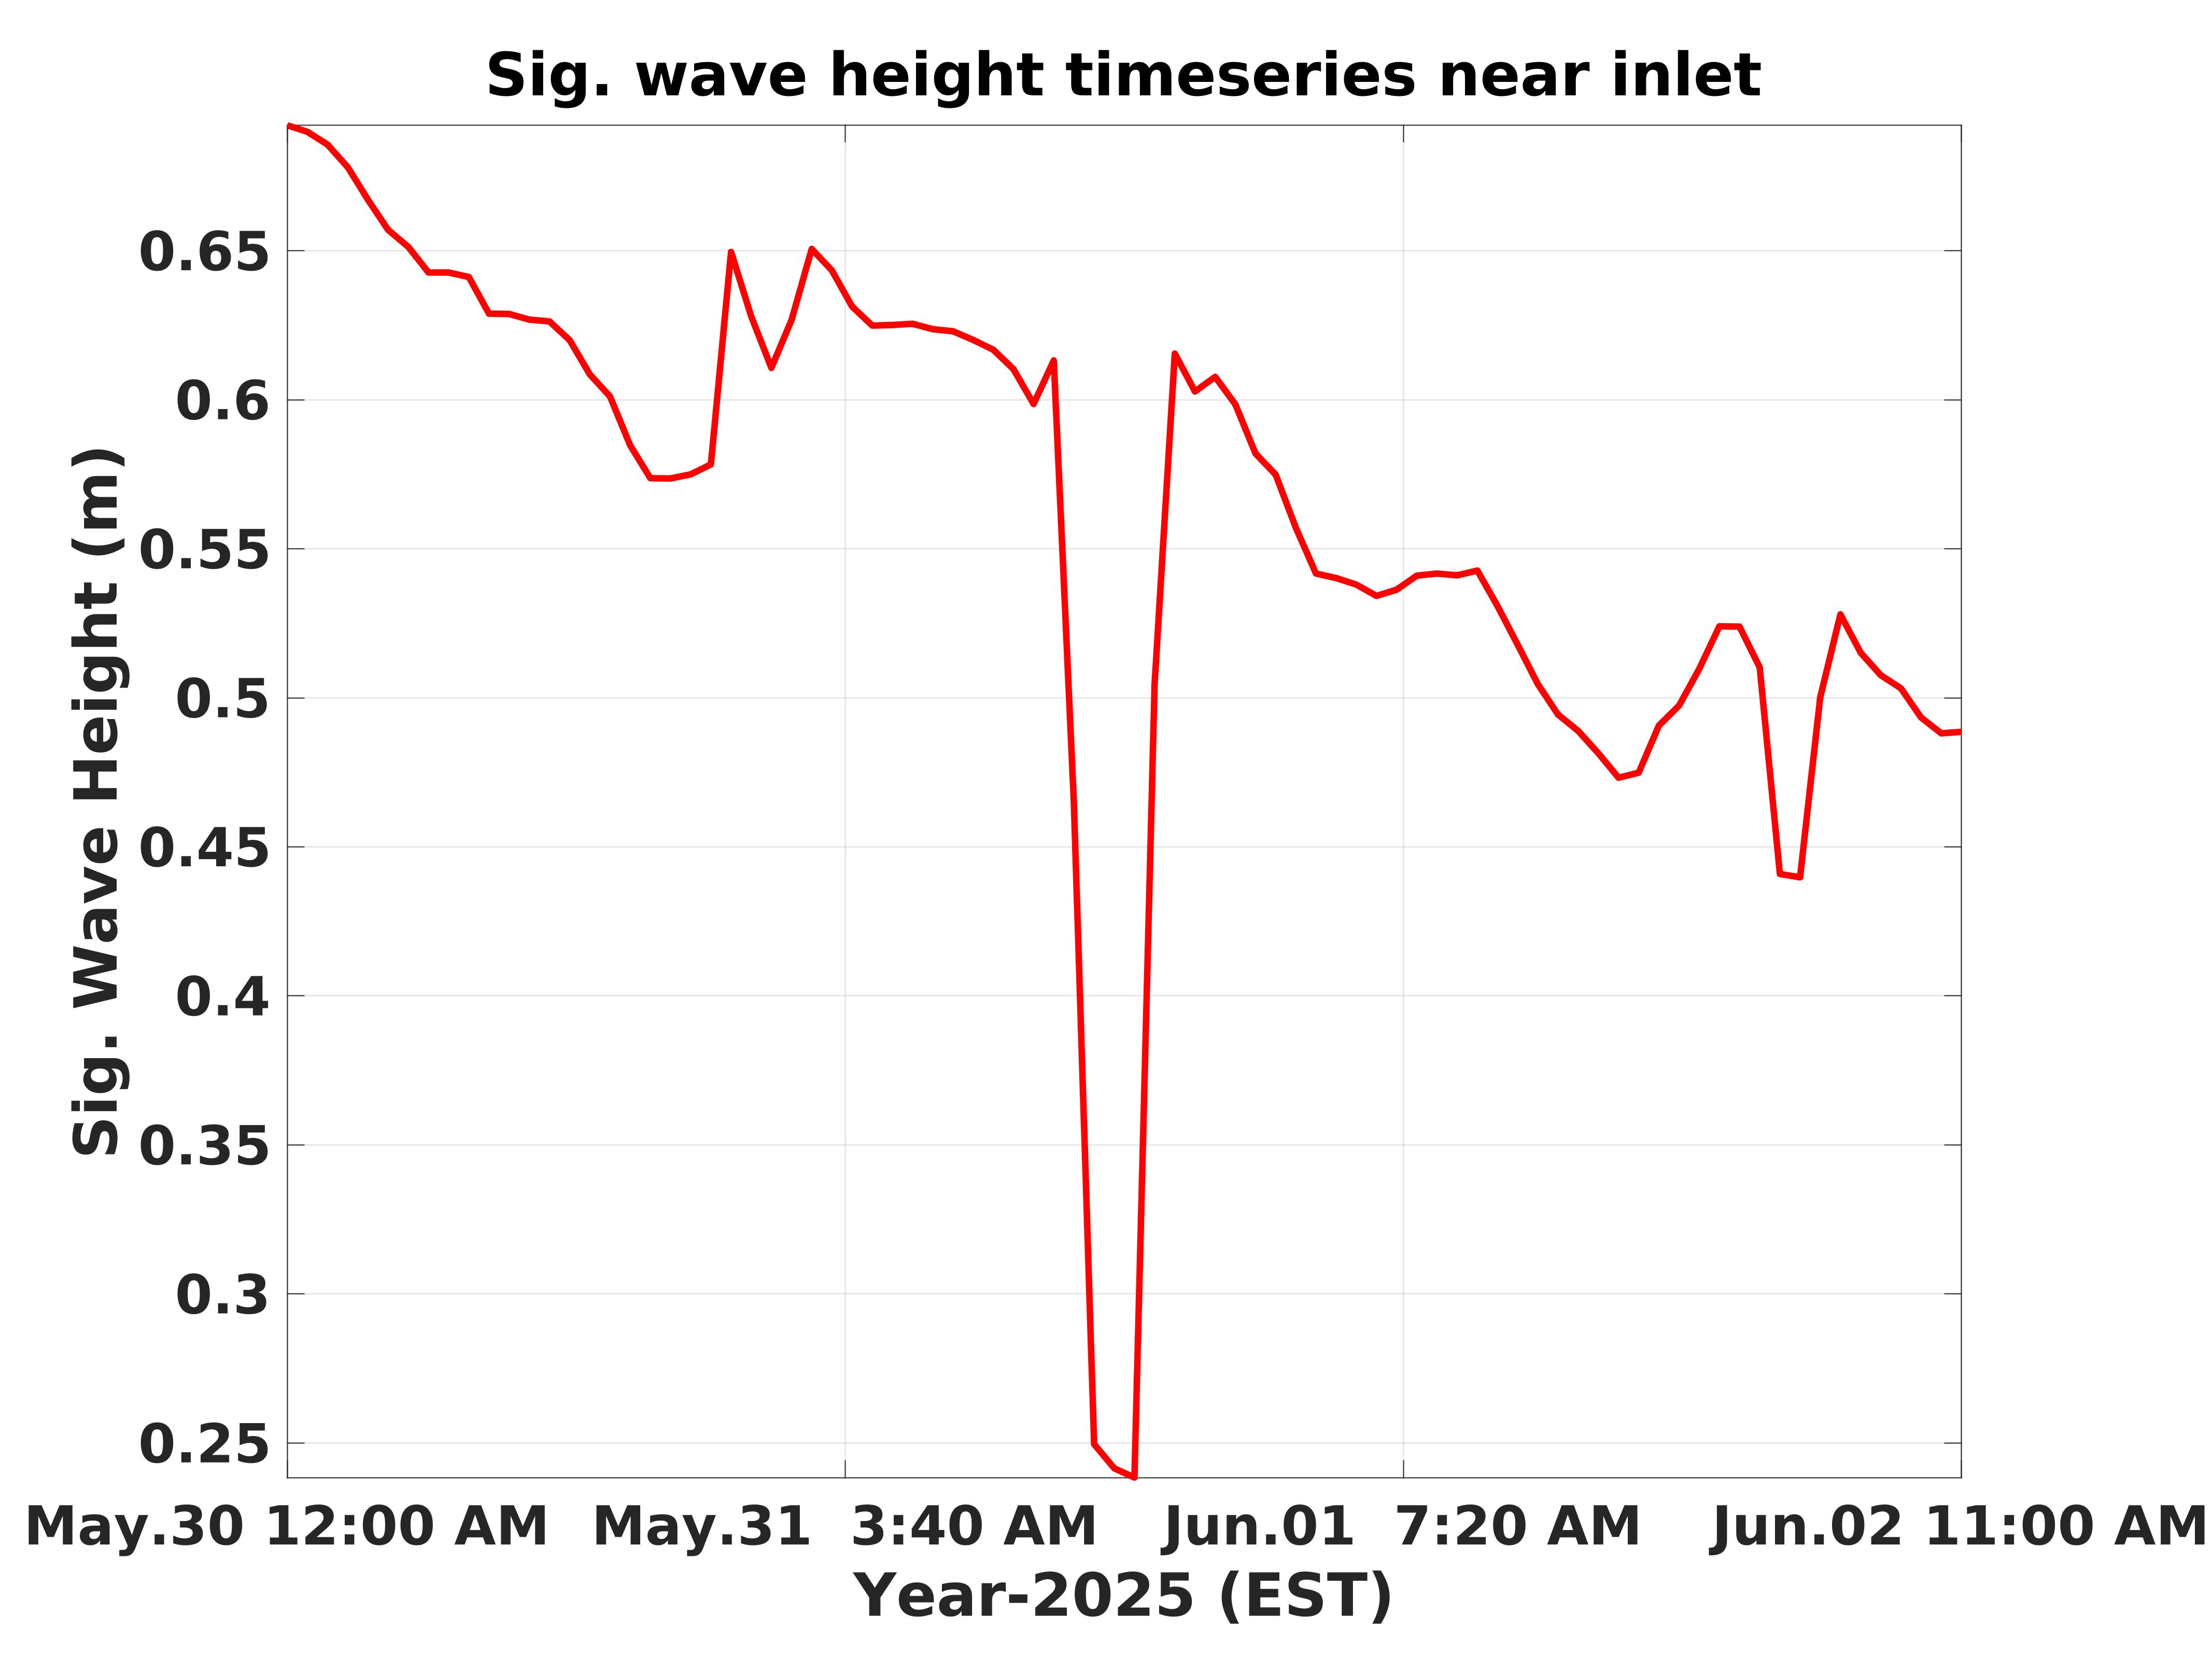 Sig. wave height timeseries near inlet
Sig. Wave Height (m)
0.65
0.6
0.55
0.5
0.45
0.4
0.35
0.3
0.25
May.30 12:00 AM May.31 3:40 AM Jun.01 7:20 AM Jun.02 11:00 AM
Year-2025 (EST)